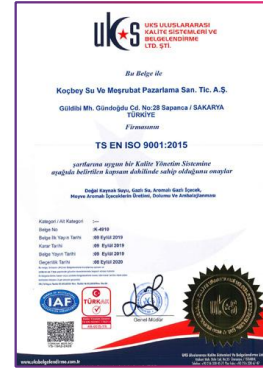 uks
UKS ULUSLARARASI
KALİTE SİSTEMLERİ VE
BELGELENDİRME
LTD. ŞTİ.
Bu Belge ile
Koçbey Su Ve Meşrubat Pazarlama San. Tic. A.Ş.
Güldibi Mh. Gündoğdu Cd. No:28 Sapanca / SAKARYA
TÜRKİYE
Firmasının
TS EN ISO 9001:2015
şartlarına uygun bir Kalite Yönetim Sistemine
aşağıda belirtilen kapsam dahilinde sahip olduğunu onaylar
Doğal Kaynak Suyu, Gazlı Su, Aromalı Gazlı İçecek,
Meyve Aromalı İçeceklerin Üretimi, Dolumu Ve Ambalajlanması
Kategori / Alt Kategori :---
Belge No :K-4910
Belge İlk Yayın Tarihi :09 Eylül 2019
Karar Tarihi :09 Eylül 2019
Belge Yayın Tarihi :09 Eylül 2019
Geçerlilik Tarihi :08 Eylül 2020
IAF
TÜRKAK
Genel Müdür
www.uksbelgelendirme.com.tr